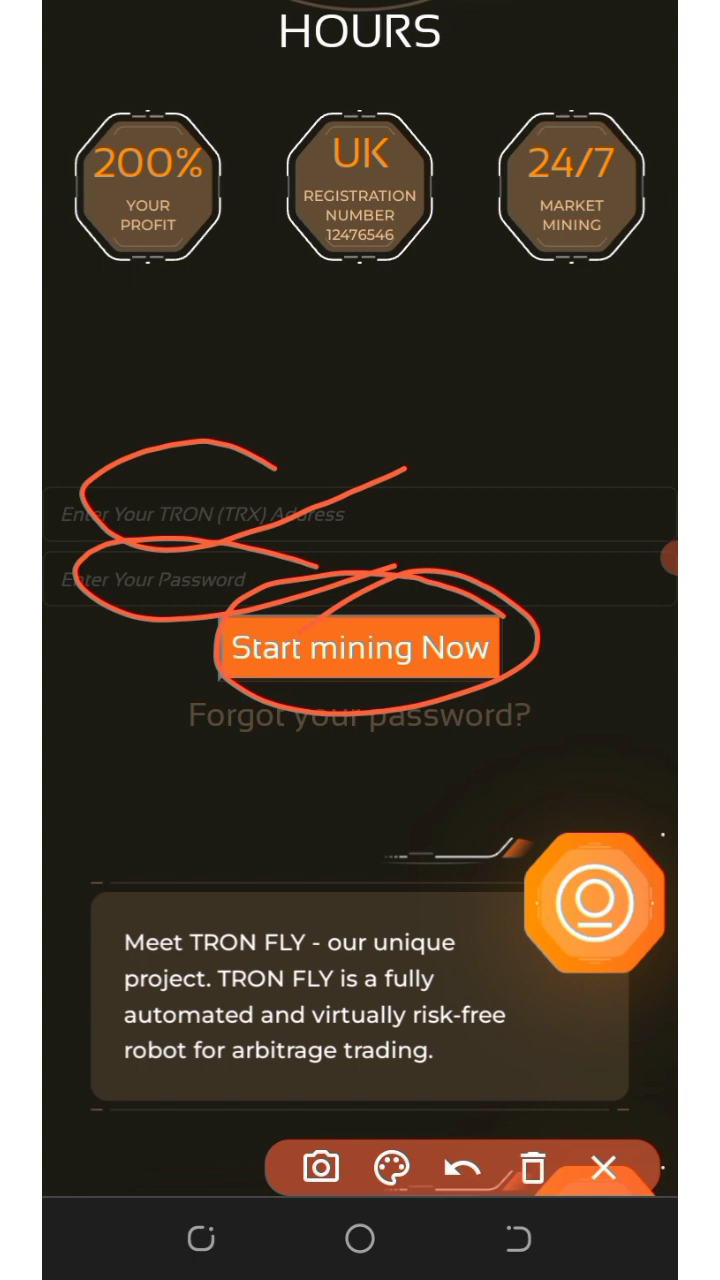 HOURS
200%
YOUR
PROFIT
UK
REGISTRATION
NUMBER
12476546
24/7
MARKET
MINING
Enter Your TRON (TRX) Address
Enter Your Password
Start mining Now
Forgot your password?
Meet TRON FLY - our unique
project. TRON FLY is a fully
automated and virtually risk-free
robot for arbitrage trading.